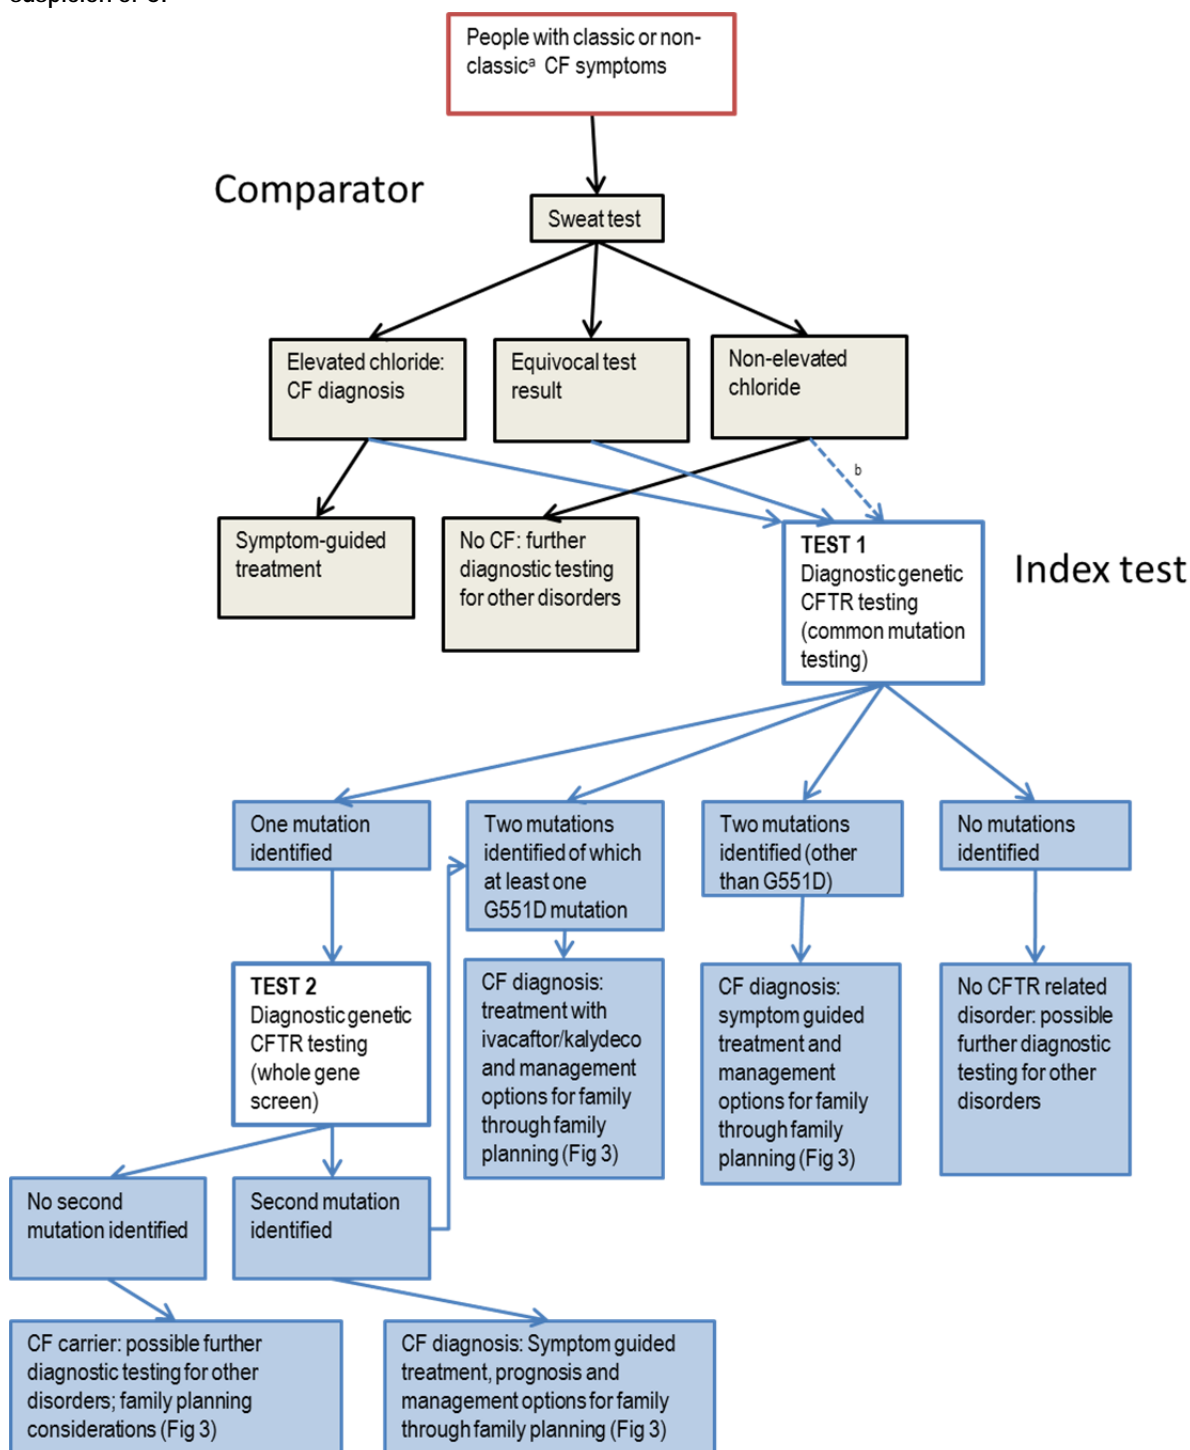 People with classic or non-
classicᵃ CF symptoms
Comparator
Sweat test
Elevated chloride:
CF diagnosis
Equivocal test
result
Non-elevated
chloride
b
Symptom-guided
treatment
No CF: further
diagnostic testing
for other disorders
TEST 1
Diagnostic genetic
CFTR testing
(common mutation
testing)
Index test
One mutation
identified
Two mutations
identified of which
at least one
G551D mutation
Two mutations
identified (other
than G551D)
No mutations
identified
TEST 2
Diagnostic genetic
CFTR testing
(whole gene
screen)
CF diagnosis:
treatment with
ivacaftor/kalydeco
and management
options for family
through family
planning (Fig 3)
CF diagnosis:
symptom guided
treatment and
management
options for family
through family
planning (Fig 3)
No CFTR related
disorder: possible
further diagnostic
testing for other
disorders
No second
mutation identified
Second mutation
identified
CF carrier: possible further
diagnostic testing for other
disorders; family planning
considerations (Fig 3)
CF diagnosis: Symptom guided
treatment, prognosis and
management options for family
through family planning (Fig 3)